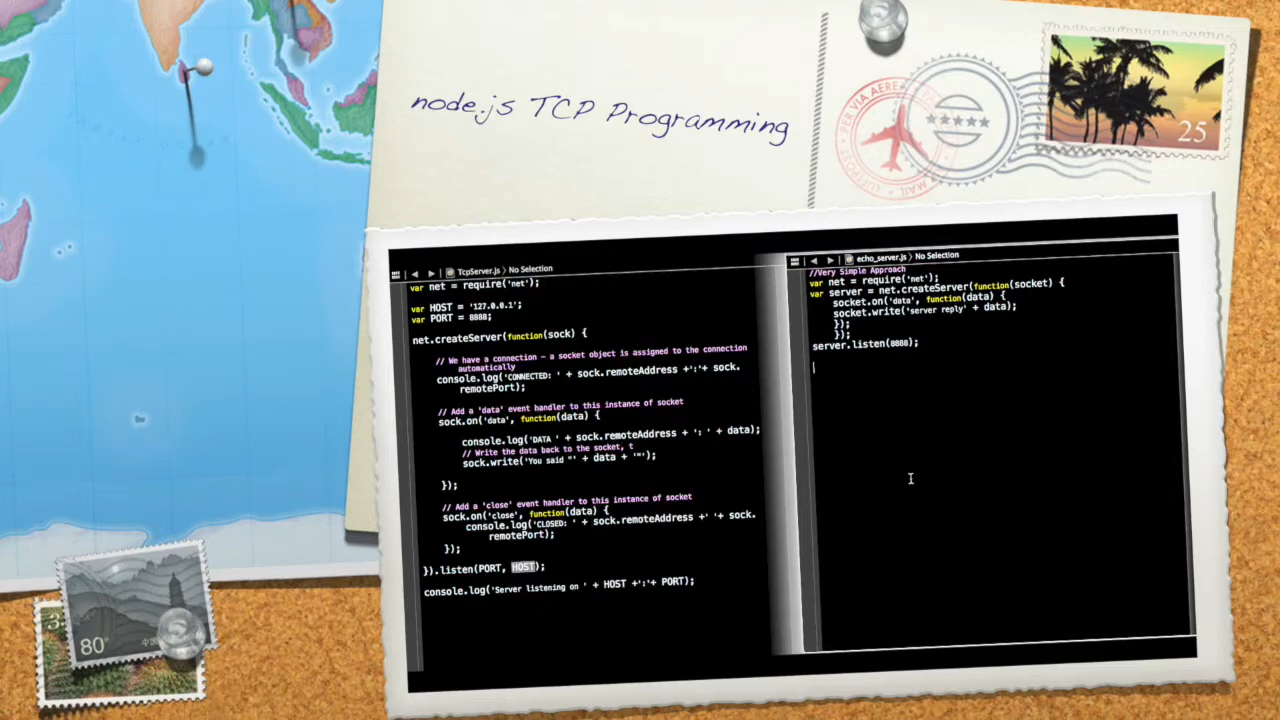 node.js TCP Programming
PER VIA AEREA
LUFTPOST
25
TcpServer.js 〉No Selection
var net = require('net');
var HOST = '127.0.0.1';
var PORT = 8888;
net.createServer(function(sock) {
// We have a connection - a socket object is assigned to the connection
automatically
console.log('CONNECTED: ' + sock.remoteAddress +':'+ sock.
remotePort);
// Add a 'data' event handler to this instance of socket
sock.on('data', function(data) {
console.log('DATA ' + sock.remoteAddress + ': ' + data);
// Write the data back to the socket, t
sock.write('You said "' + data + '"');
});
// Add a 'close' event handler to this instance of socket
sock.on('close', function(data) {
console.log('CLOSED: ' + sock.remoteAddress +' '+ sock.
remotePort);
});
}).listen(PORT, HOST);
console.log('Server listening on ' + HOST +':'+ PORT);
echo_server.js 〉No Selection
//Very Simple Approach
var net = require('net');
var server = net.createServer(function(socket) {
socket.on('data', function(data) {
socket.write('server reply' + data);
});
});
server.listen(8888);
80
中国